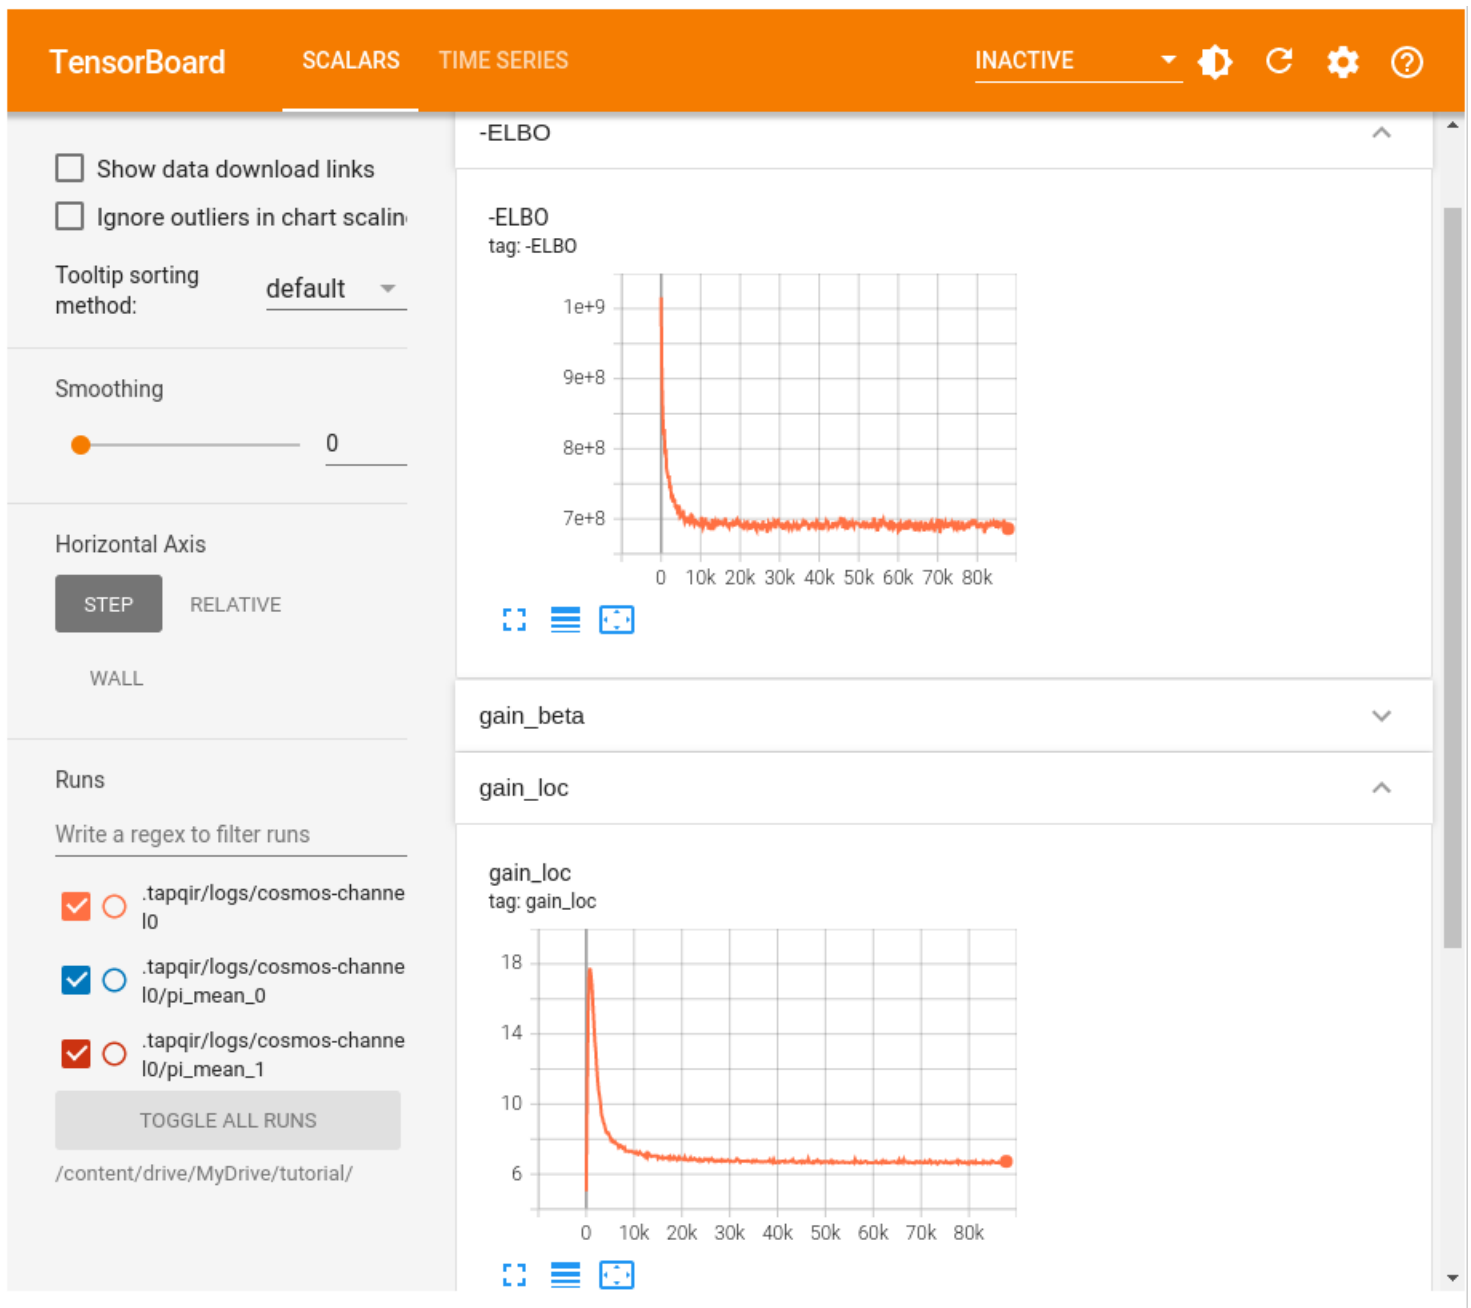 TensorBoard
SCALARS
TIME SERIES
INACTIVE
Show data download links
Ignore outliers in chart scalin
Tooltip sorting
method:
default
Smoothing
0
Horizontal Axis
STEP
RELATIVE
WALL
Runs
Write a regex to filter runs
.tapqir/logs/cosmos-channe
l0
.tapqir/logs/cosmos-channe
l0/pi_mean_0
.tapqir/logs/cosmos-channe
l0/pi_mean_1
TOGGLE ALL RUNS
/content/drive/MyDrive/tutorial/
-ELBO
-ELBO
tag: -ELBO
1e+9
9e+8
8e+8
7e+8
0 10k 20k 30k 40k 50k 60k 70k 80k
gain_beta
gain_loc
gain_loc
tag: gain_loc
18
14
10
6
0 10k 20k 30k 40k 50k 60k 70k 80k